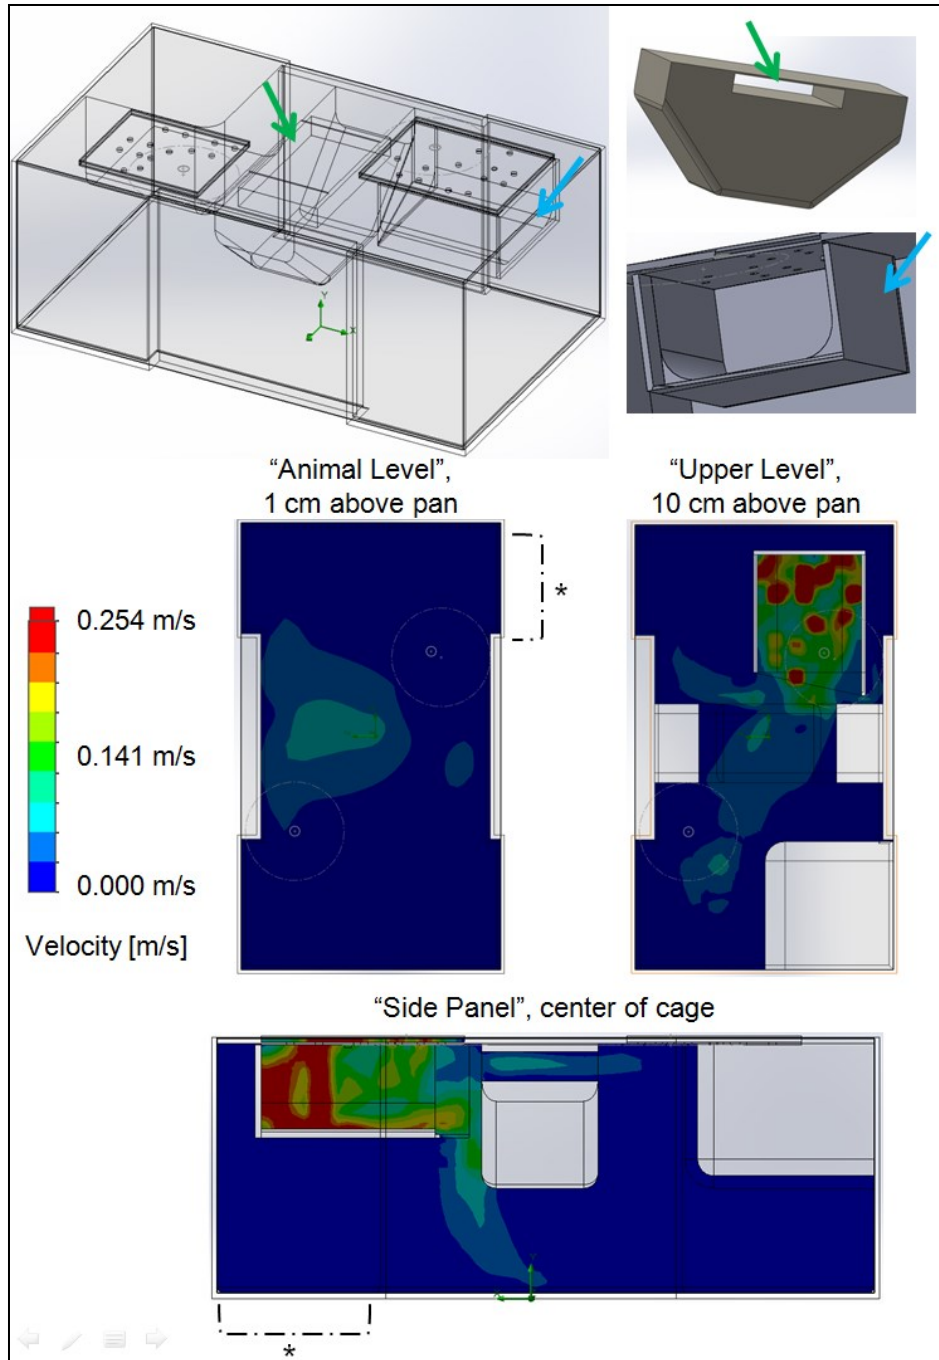 Y
X
“Animal Level”,
1 cm above pan
“Upper Level”,
10 cm above pan
*
0.254 m/s
0.141 m/s
0.000 m/s
Velocity [m/s]
“Side Panel”, center of cage
Y
*